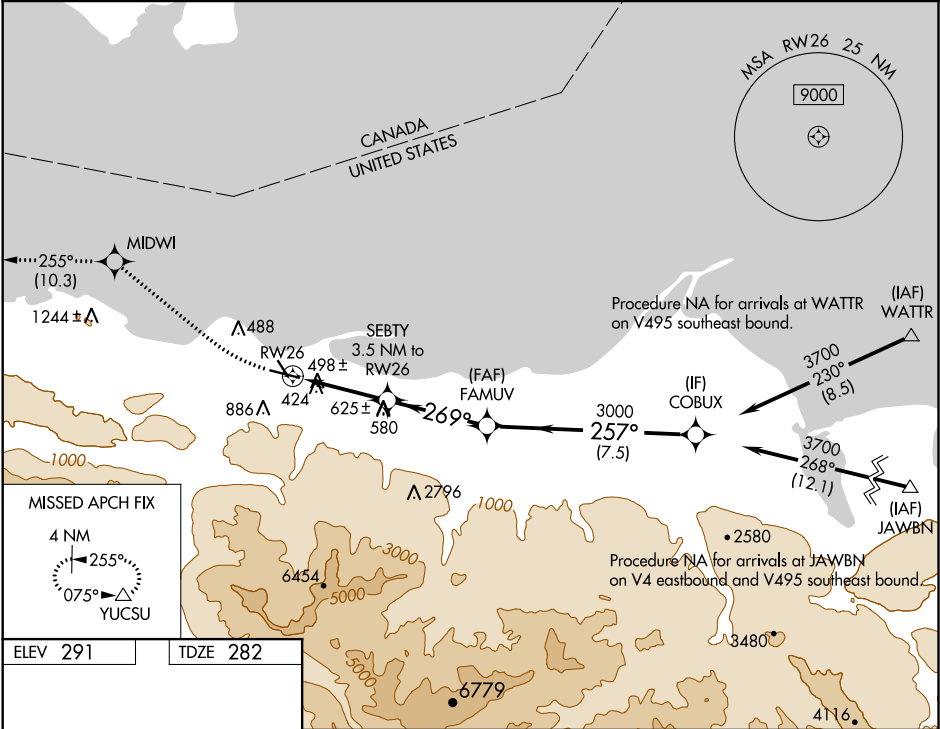 MSA RW26 25 NM
9000
CANADA
UNITED STATES
MIDWI
255°
(10.3)
1244 ±
488
RW26
498 ±
424
886
SEBTY
3.5 NM to
RW26
625 ±
580
269°
(FAF)
FAMUV
3000
257°
(7.5)
(IF)
COBUX
Procedure NA for arrivals at WATTR
on V495 southeast bound.
(IAF)
WATTR
3700
230°
(8.5)
3700
268°
(12.1)
(IAF)
JAWBN
1000
2796
1000
2580
Procedure NA for arrivals at JAWBN
on V4 eastbound and V495 southeast bound.
MISSED APCH FIX
4 NM
255°
075°
YUCSU
3000
6454
5000
3480
5000
6779
4116
ELEV 291
TDZE 282